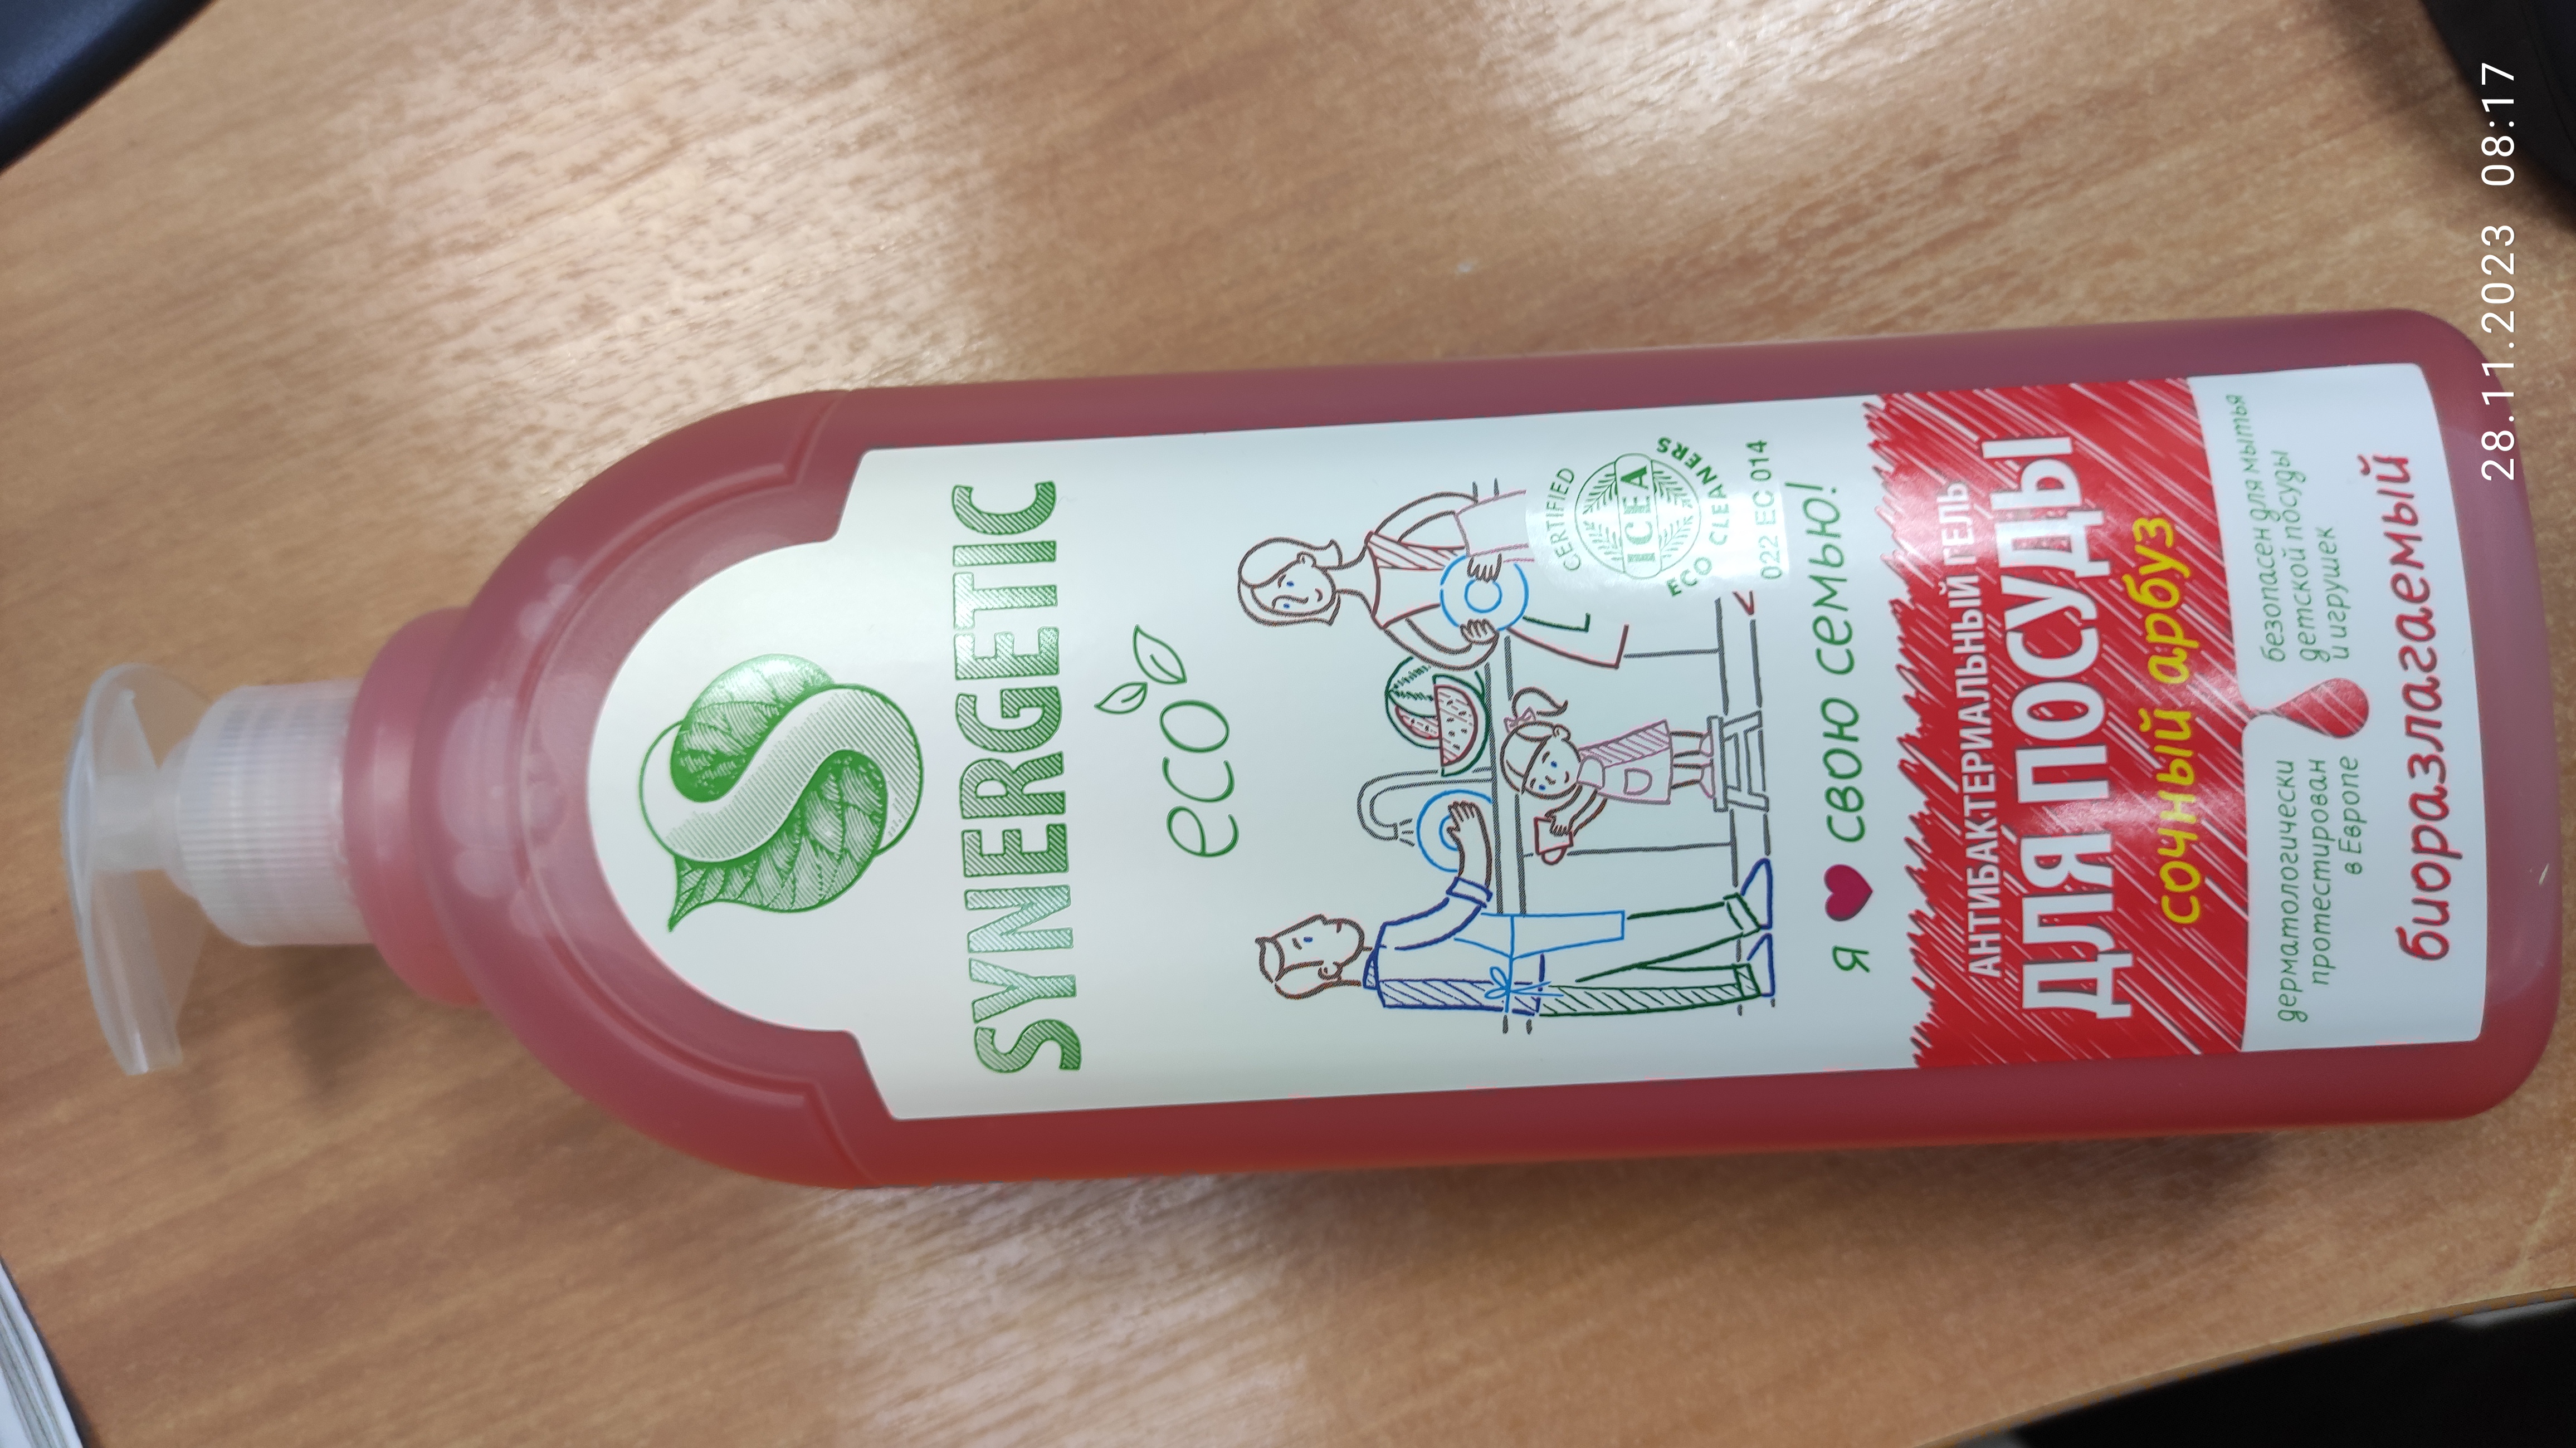 SYNERGETIC
eco
CERTIFIED
ICEA
ECO CLEANERS
022 EC 014
я ❤ свою семью!
АНТИБАКТЕРИАЛЬНЫЙ ГЕЛЬ
ДЛЯ ПОСУДЫ
сочный арбуз
дерматологически
протестирован
в Европе
безопасен для мытья
детской посуды
и игрушек
биоразлагаемый
28.11.2023 08:17